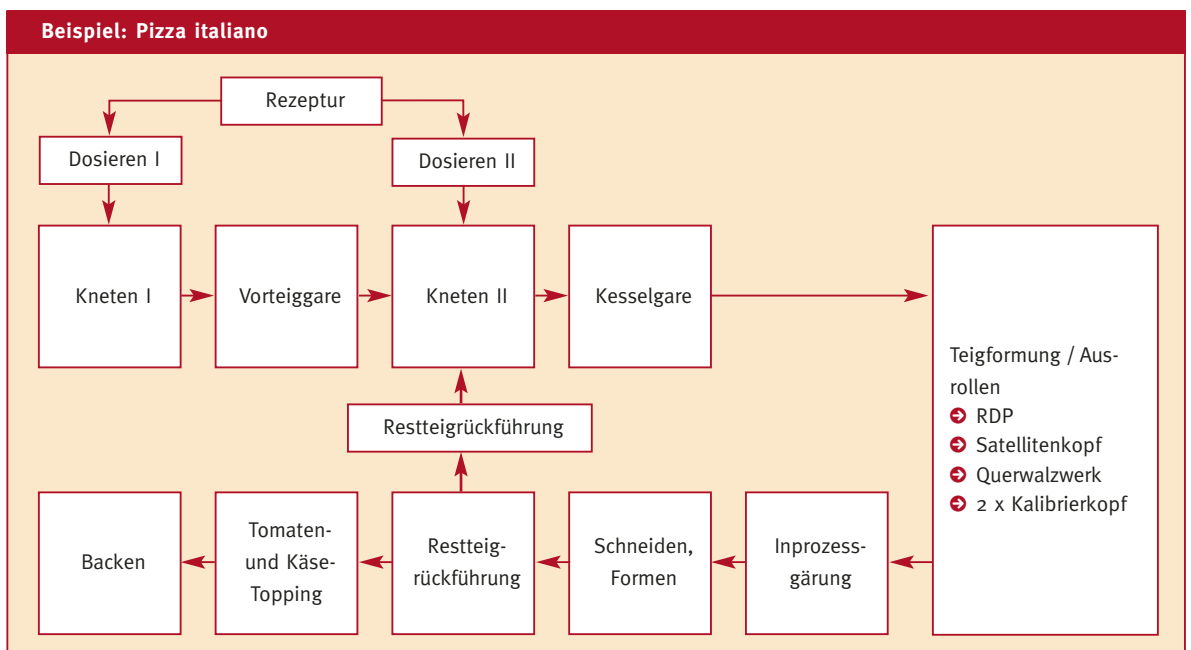 Beispiel: Pizza italiano
Rezeptur
Dosieren I
Dosieren II
Kneten I
Vorteiggare
Kneten II
Kesselgare
Teigformung / Aus-
rollen
RDP
Satellitenkopf
Querwalzwerk
2 x Kalibrierkopf
Restteigrückführung
Backen
Tomaten-
und Käse-
Topping
Restteig-
rückführung
Schneiden,
Formen
Inprozess-
gärung